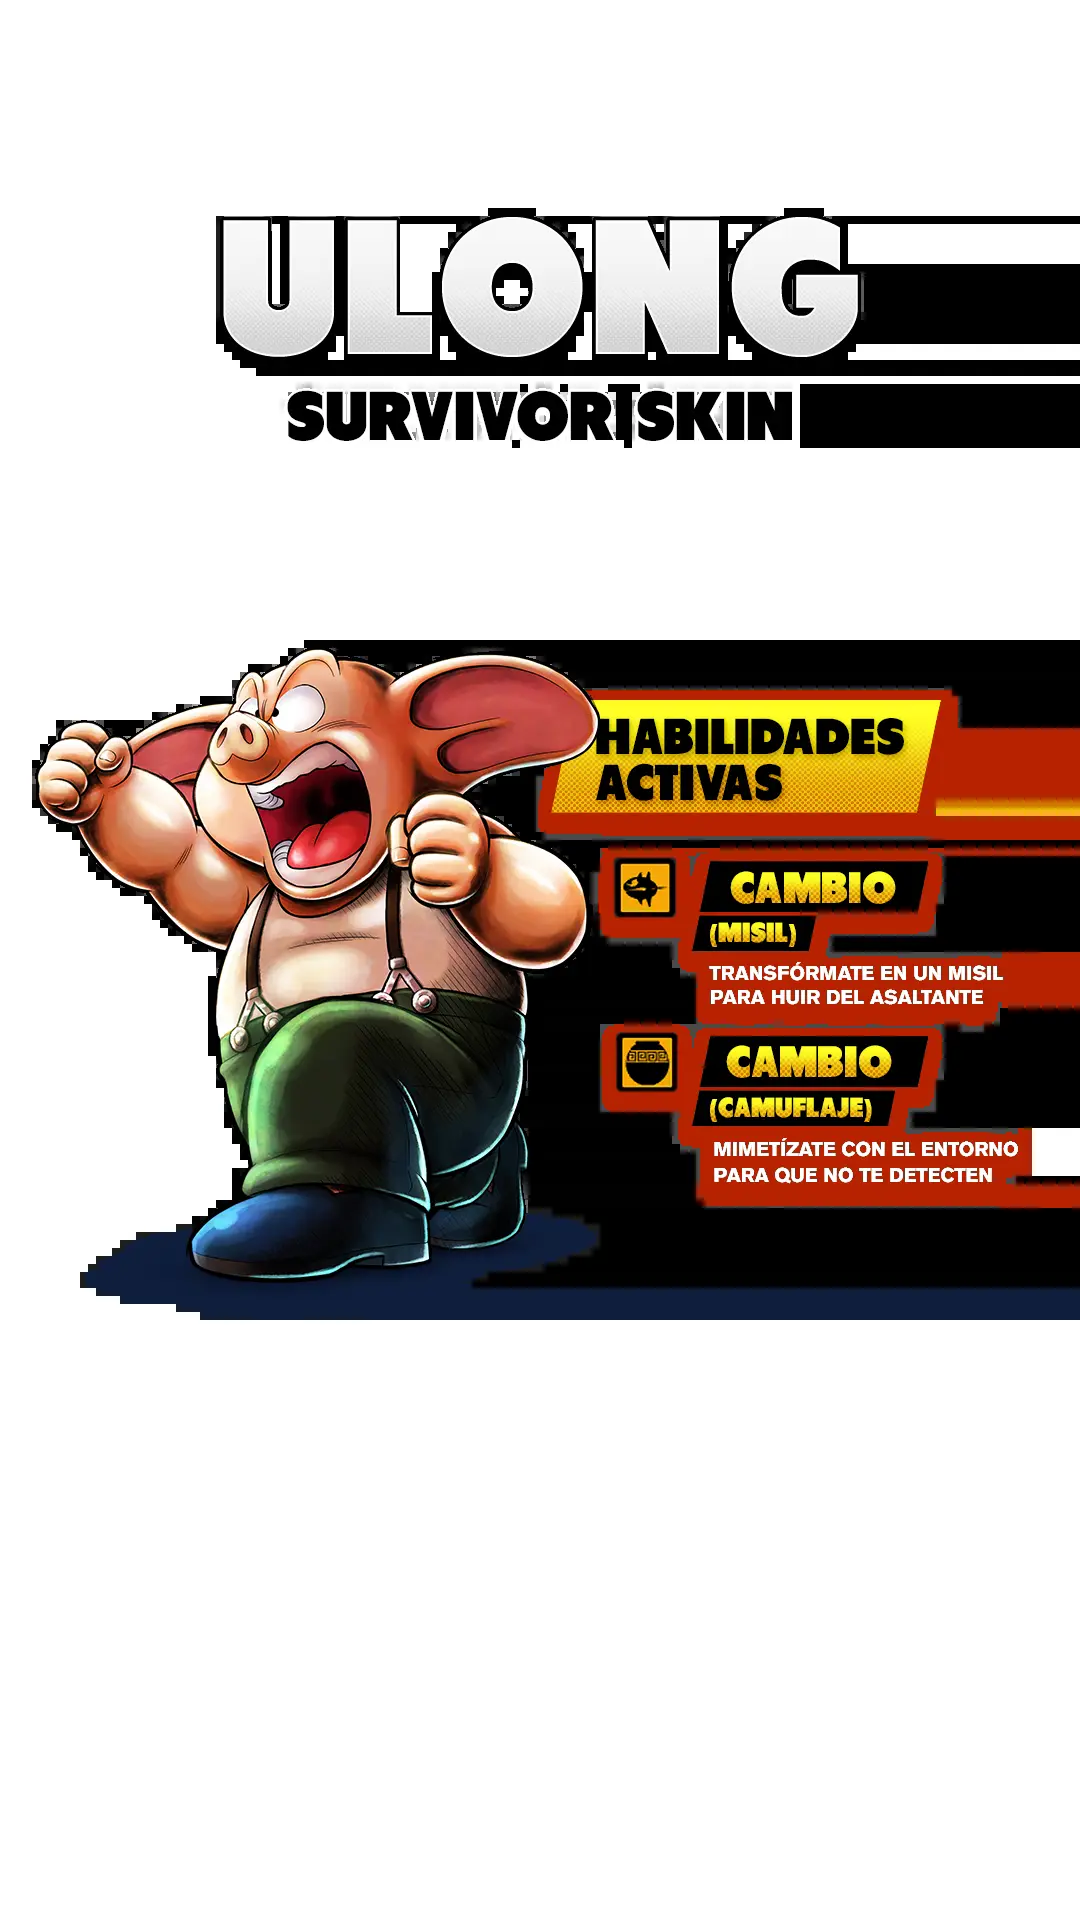 ULONG
SURVIVOR SKIN
HABILIDADES
ACTIVAS
CAMBIO
(MISIL)
TRANSFÓRMATE EN UN MISIL
PARA HUIR DEL ASALTANTE
CAMBIO
(CAMUFLAJE)
MIMETÍZATE CON EL ENTORNO
PARA QUE NO TE DETECTEN